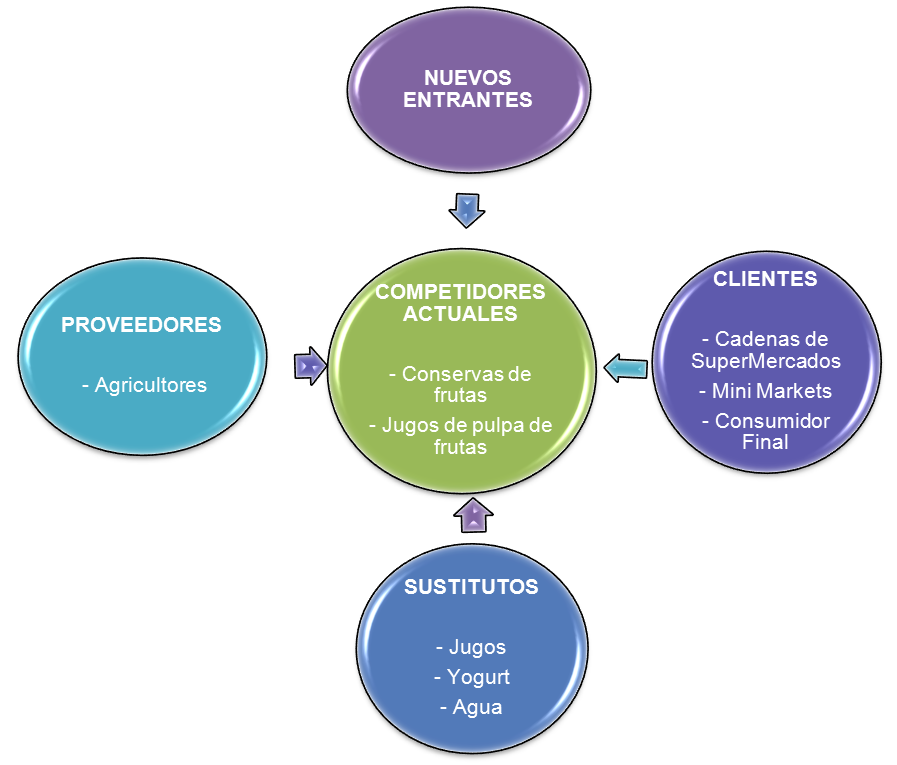 NUEVOS
ENTRANTES
PROVEEDORES
- Agricultores
COMPETIDORES
ACTUALES
- Conservas de
frutas
- Jugos de pulpa de
frutas
CLIENTES
- Cadenas de
SuperMercados
- Mini Markets
- Consumidor
Final
SUSTITUTOS
- Jugos
- Yogurt
- Agua